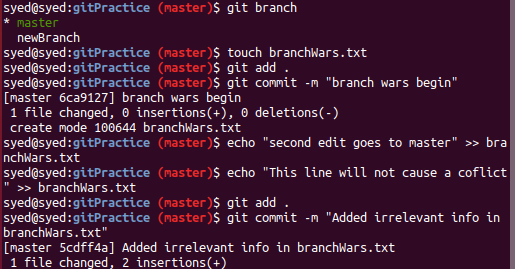 syed@syed:gitPractice (master)$ git branch
* master
  newBranch
syed@syed:gitPractice (master)$ touch branchWars.txt
syed@syed:gitPractice (master)$ git add .
syed@syed:gitPractice (master)$ git commit -m "branch wars begin"
[master 6ca9127] branch wars begin
 1 file changed, 0 insertions(+), 0 deletions(-)
 create mode 100644 branchWars.txt
syed@syed:gitPractice (master)$ echo "second edit goes to master" >> bra
nchWars.txt
syed@syed:gitPractice (master)$ echo "This line will not cause a coflict
" >> branchWars.txt
syed@syed:gitPractice (master)$ git add .
syed@syed:gitPractice (master)$ git commit -m "Added irrelevant info in
branchWars.txt"
[master 5cdff4a] Added irrelevant info in branchWars.txt
 1 file changed, 2 insertions(+)